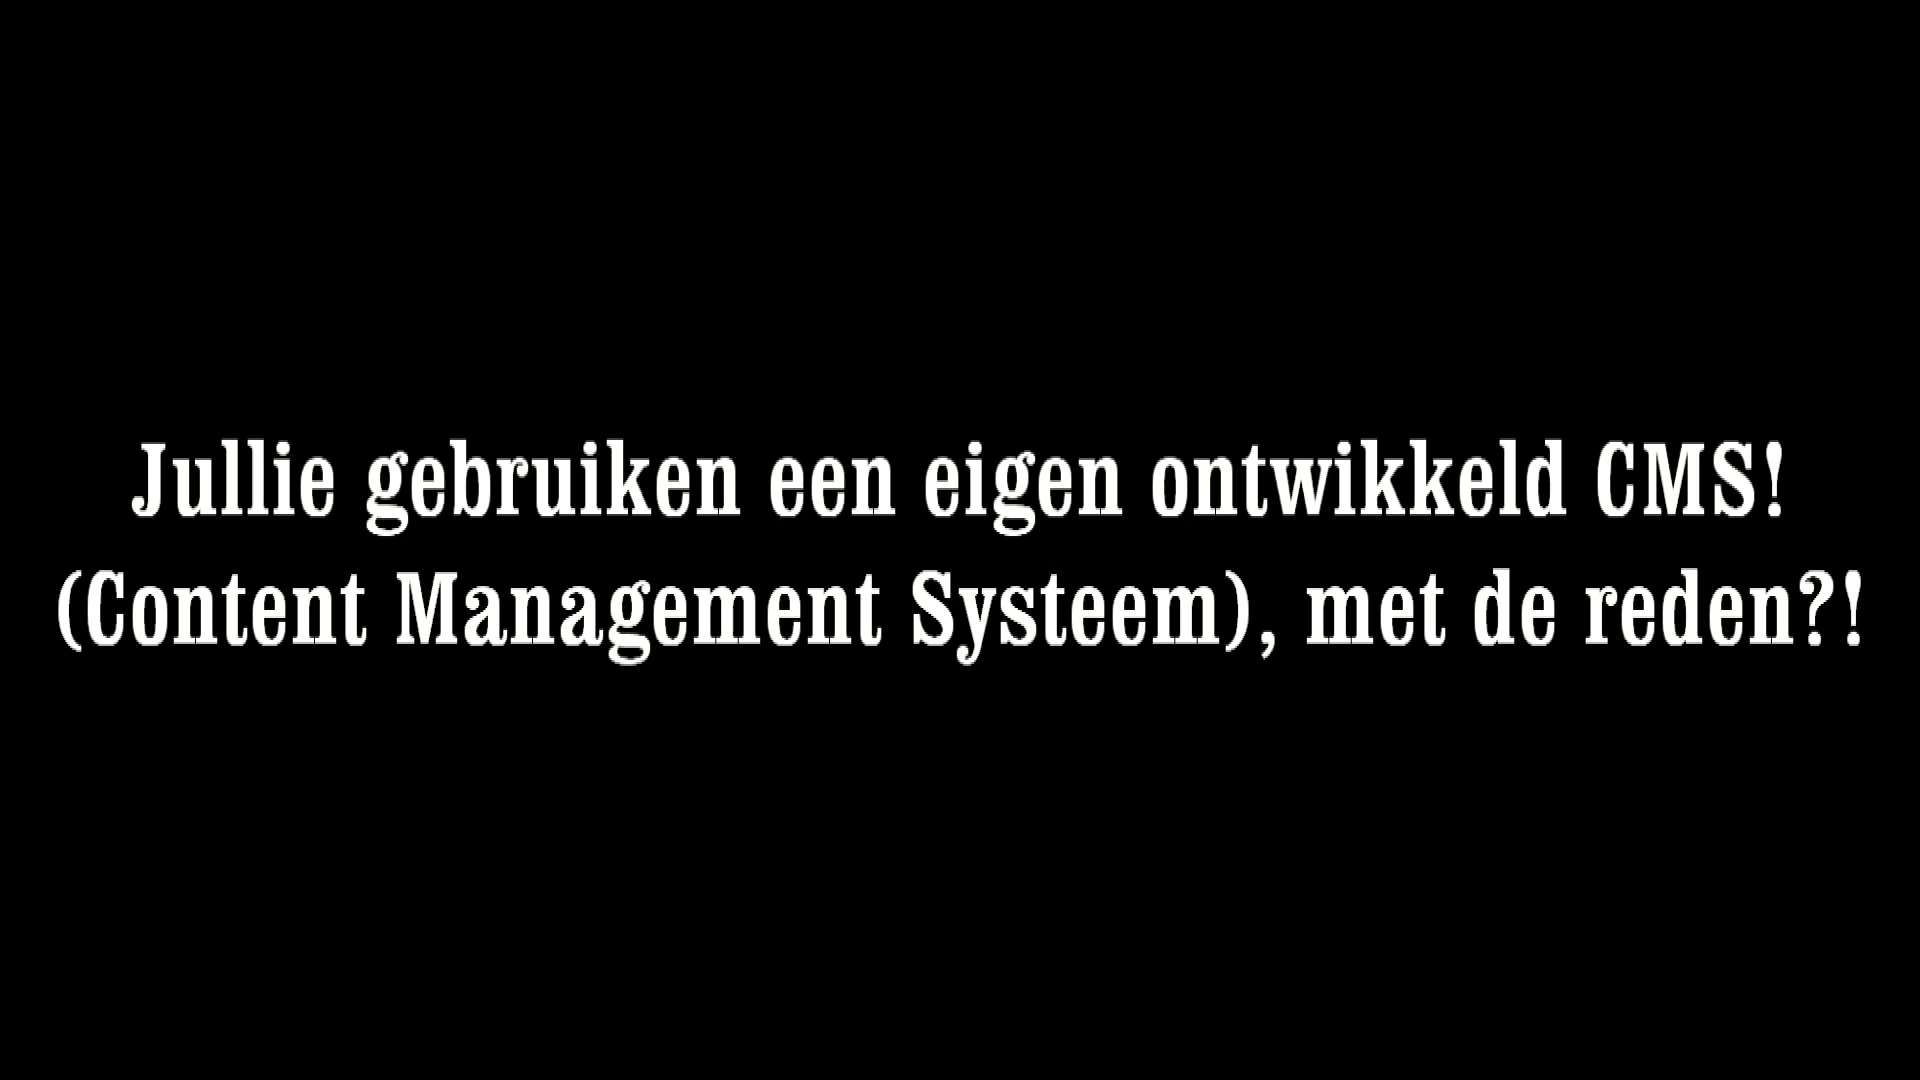 Jullie gebruiken een eigen ontwikkeld CMS!
(Content Management Systeem), met de reden?!